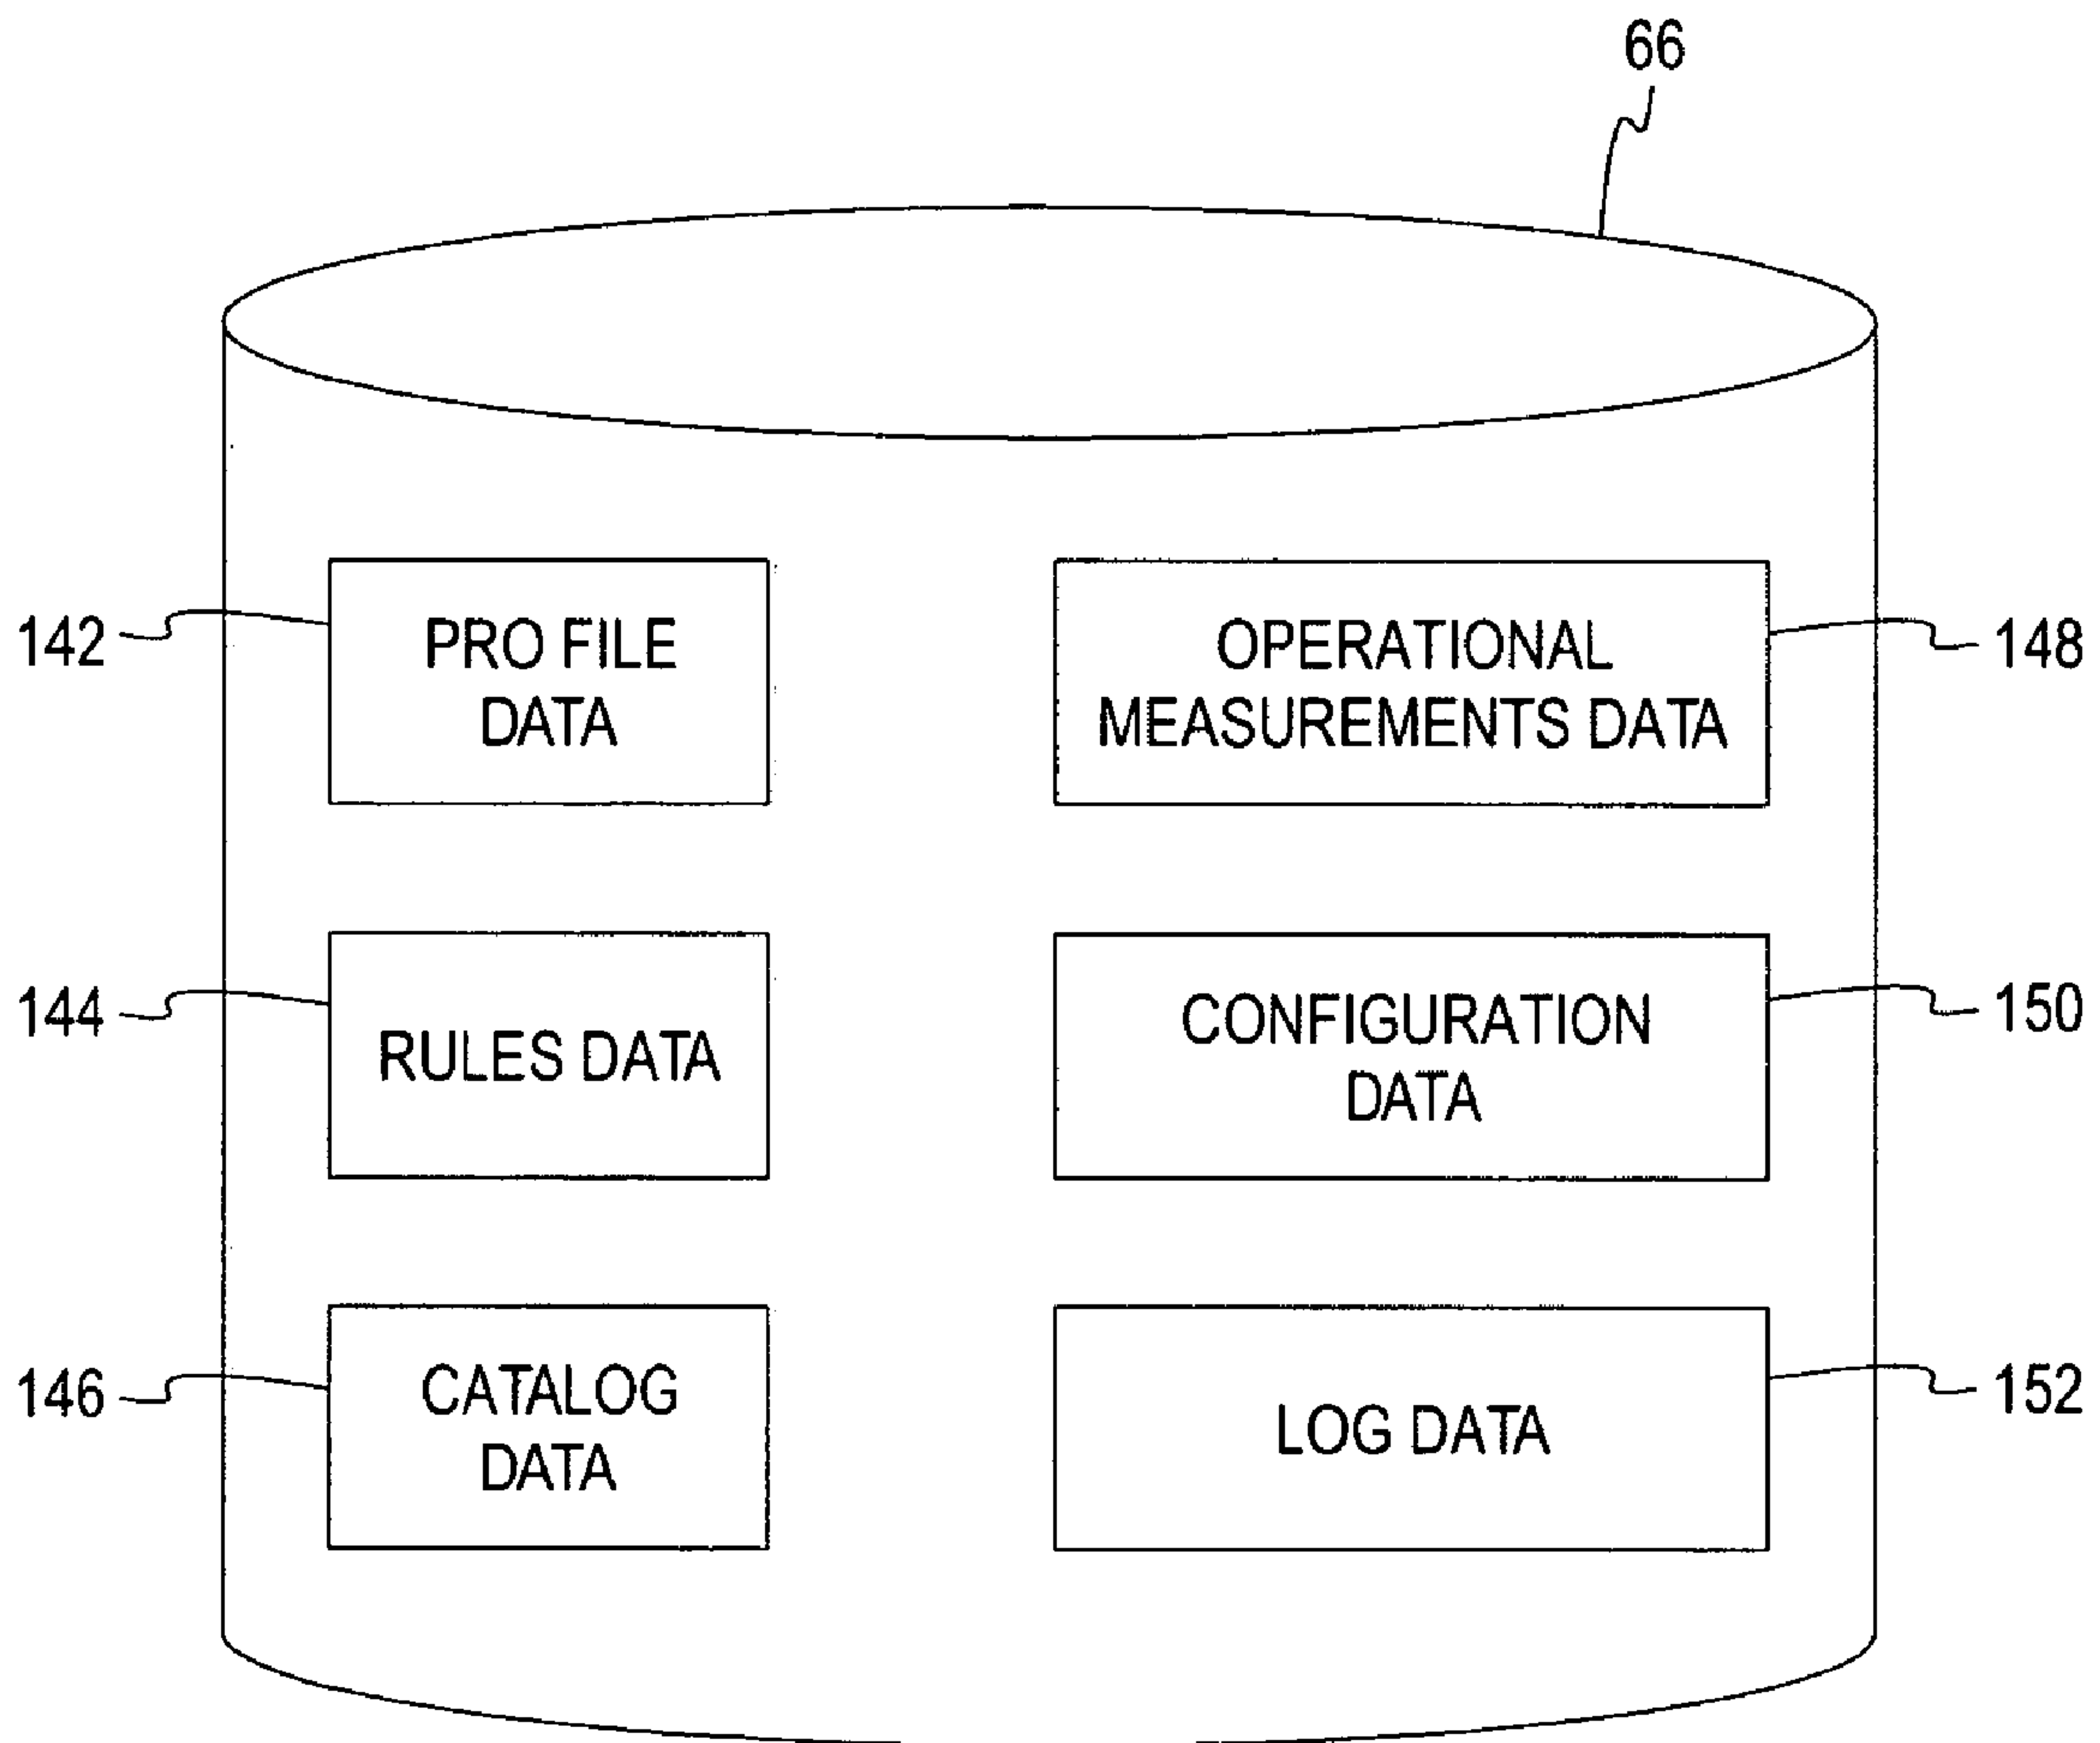 66
142
PRO FILE
DATA
OPERATIONAL
MEASUREMENTS DATA
148
144
RULES DATA
CONFIGURATION
DATA
150
146
CATALOG
DATA
LOG DATA
152